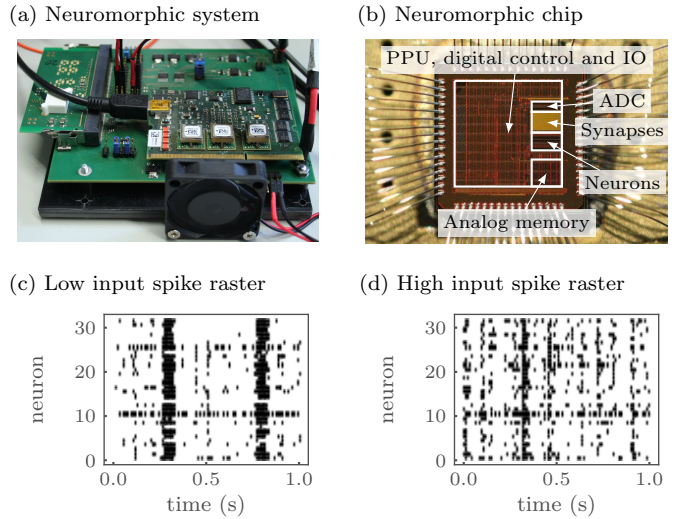 (a) Neuromorphic system
(b) Neuromorphic chip
PPU, digital control and IO
ADC
Synapses
Neurons
Analog memory
(c) Low input spike raster
(d) High input spike raster
30
20
10
0
neuron
0.0 0.5 1.0
time (s)
30
20
10
0
neuron
0.0 0.5 1.0
time (s)